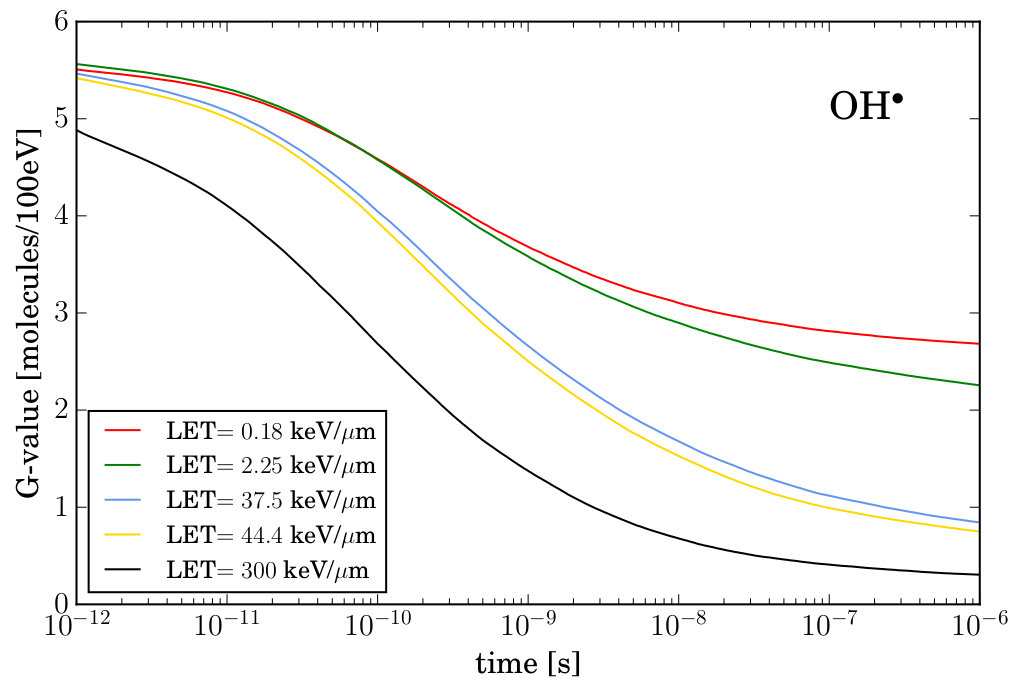 6
5
4
3
2
1
0
G-value [molecules/100eV]
OH•
LET= 0.18 keV/μm
LET= 2.25 keV/μm
LET= 37.5 keV/μm
LET= 44.4 keV/μm
LET= 300 keV/μm
10⁻¹² 10⁻¹¹ 10⁻¹⁰ 10⁻⁹ 10⁻⁸ 10⁻⁷ 10⁻⁶
time [s]